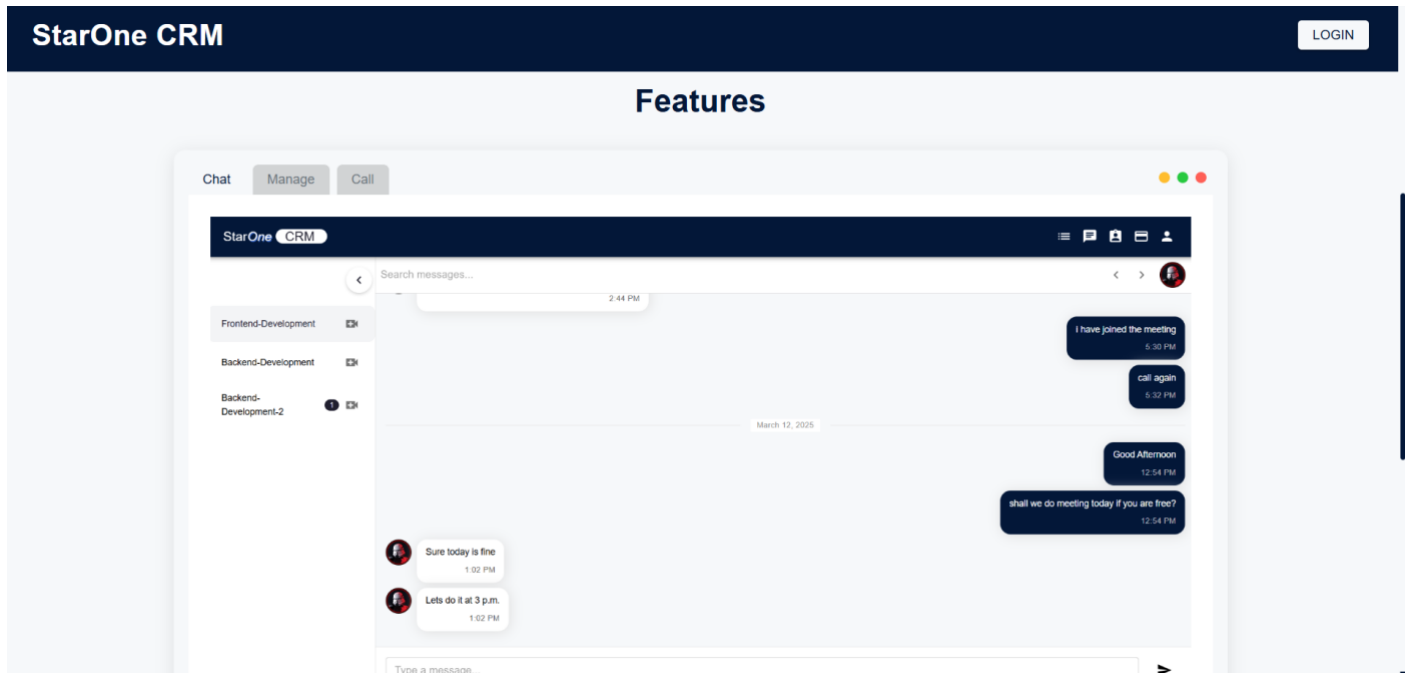 StarOne CRM
LOGIN
Features
Chat
Manage
Call
StarOne CRM
Search messages...
2:44 PM
Frontend-Development
Backend-Development
Backend-
Development-2
1
i have joined the meeting
5:30 PM
call again
5:32 PM
March 12, 2025
Good Afternoon
12:54 PM
shall we do meeting today if you are free?
12:54 PM
Sure today is fine
1:02 PM
Lets do it at 3 p.m.
1:02 PM
Type a message...